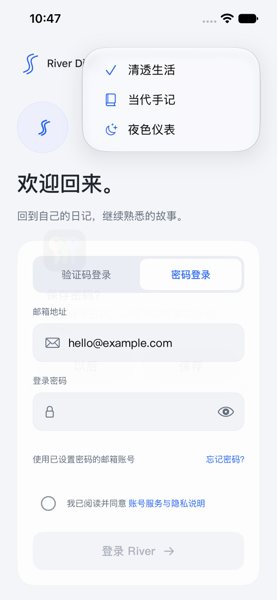 10:47
River Di
清透生活
当代手记
夜色仪表
欢迎回来。
回到自己的日记，继续熟悉的故事。
验证码登录
密码登录
邮箱地址
hello@example.com
登录密码
使用已设置密码的邮箱账号
忘记密码?
我已阅读并同意 账号服务与隐私说明
登录 River →